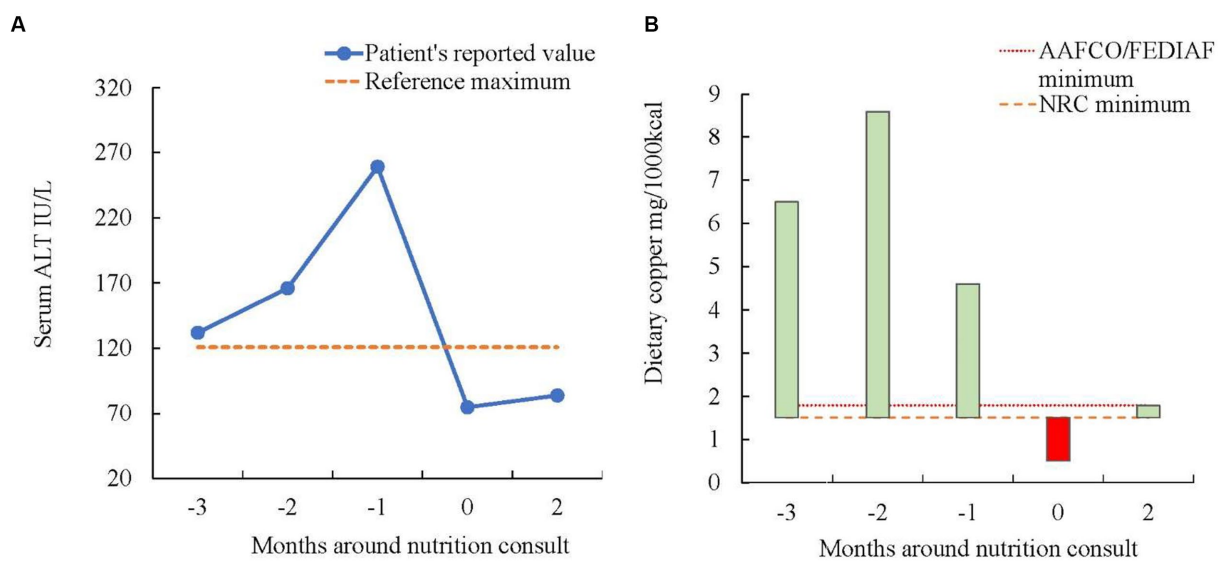 A
Patient's reported value
Reference maximum
320
270
220
170
120
70
20
Serum ALT IU/L
-3 -2 -1 0 2
Months around nutrition consult
B
AAFCO/FEDIAF
minimum
NRC minimum
9
8
7
6
5
4
3
2
1
0
Dietary copper mg/1000kcal
-3 -2 -1 0 2
Months around nutrition consult